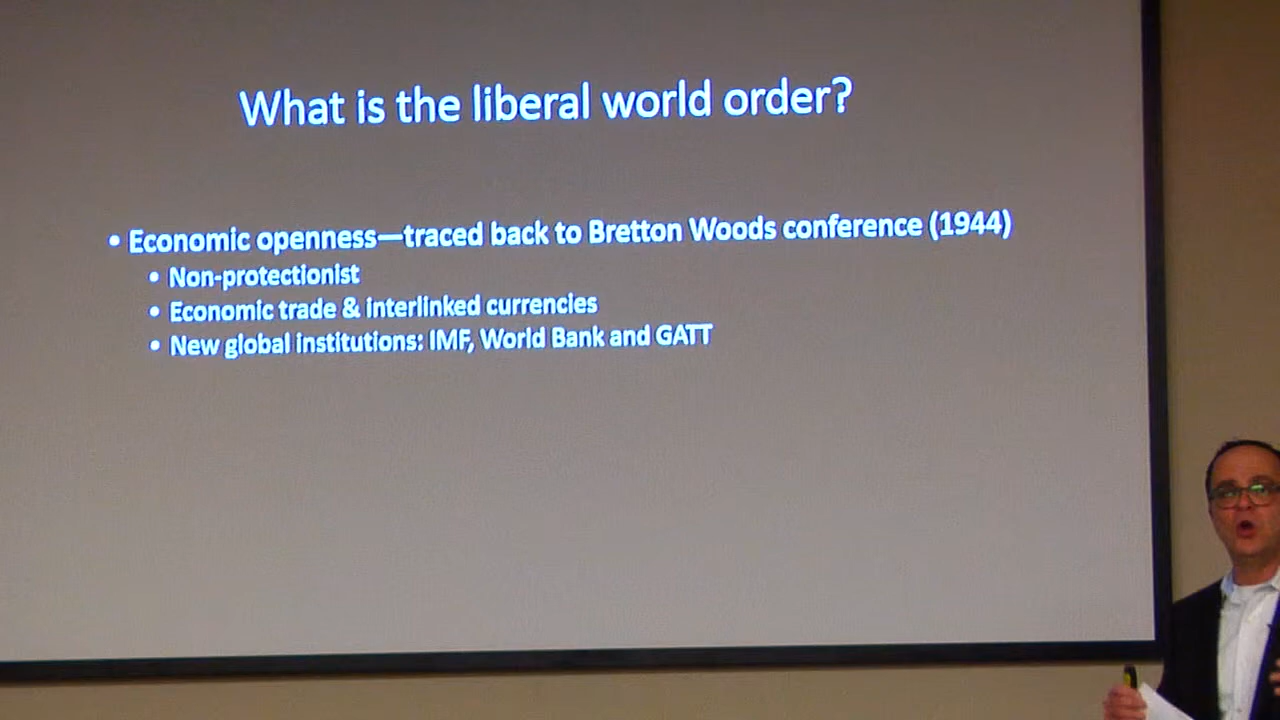 What is the liberal world order?
• Economic openness—traced back to Bretton Woods conference (1944)
• Non-protectionist
• Economic trade & interlinked currencies
• New global institutions: IMF, World Bank and GATT